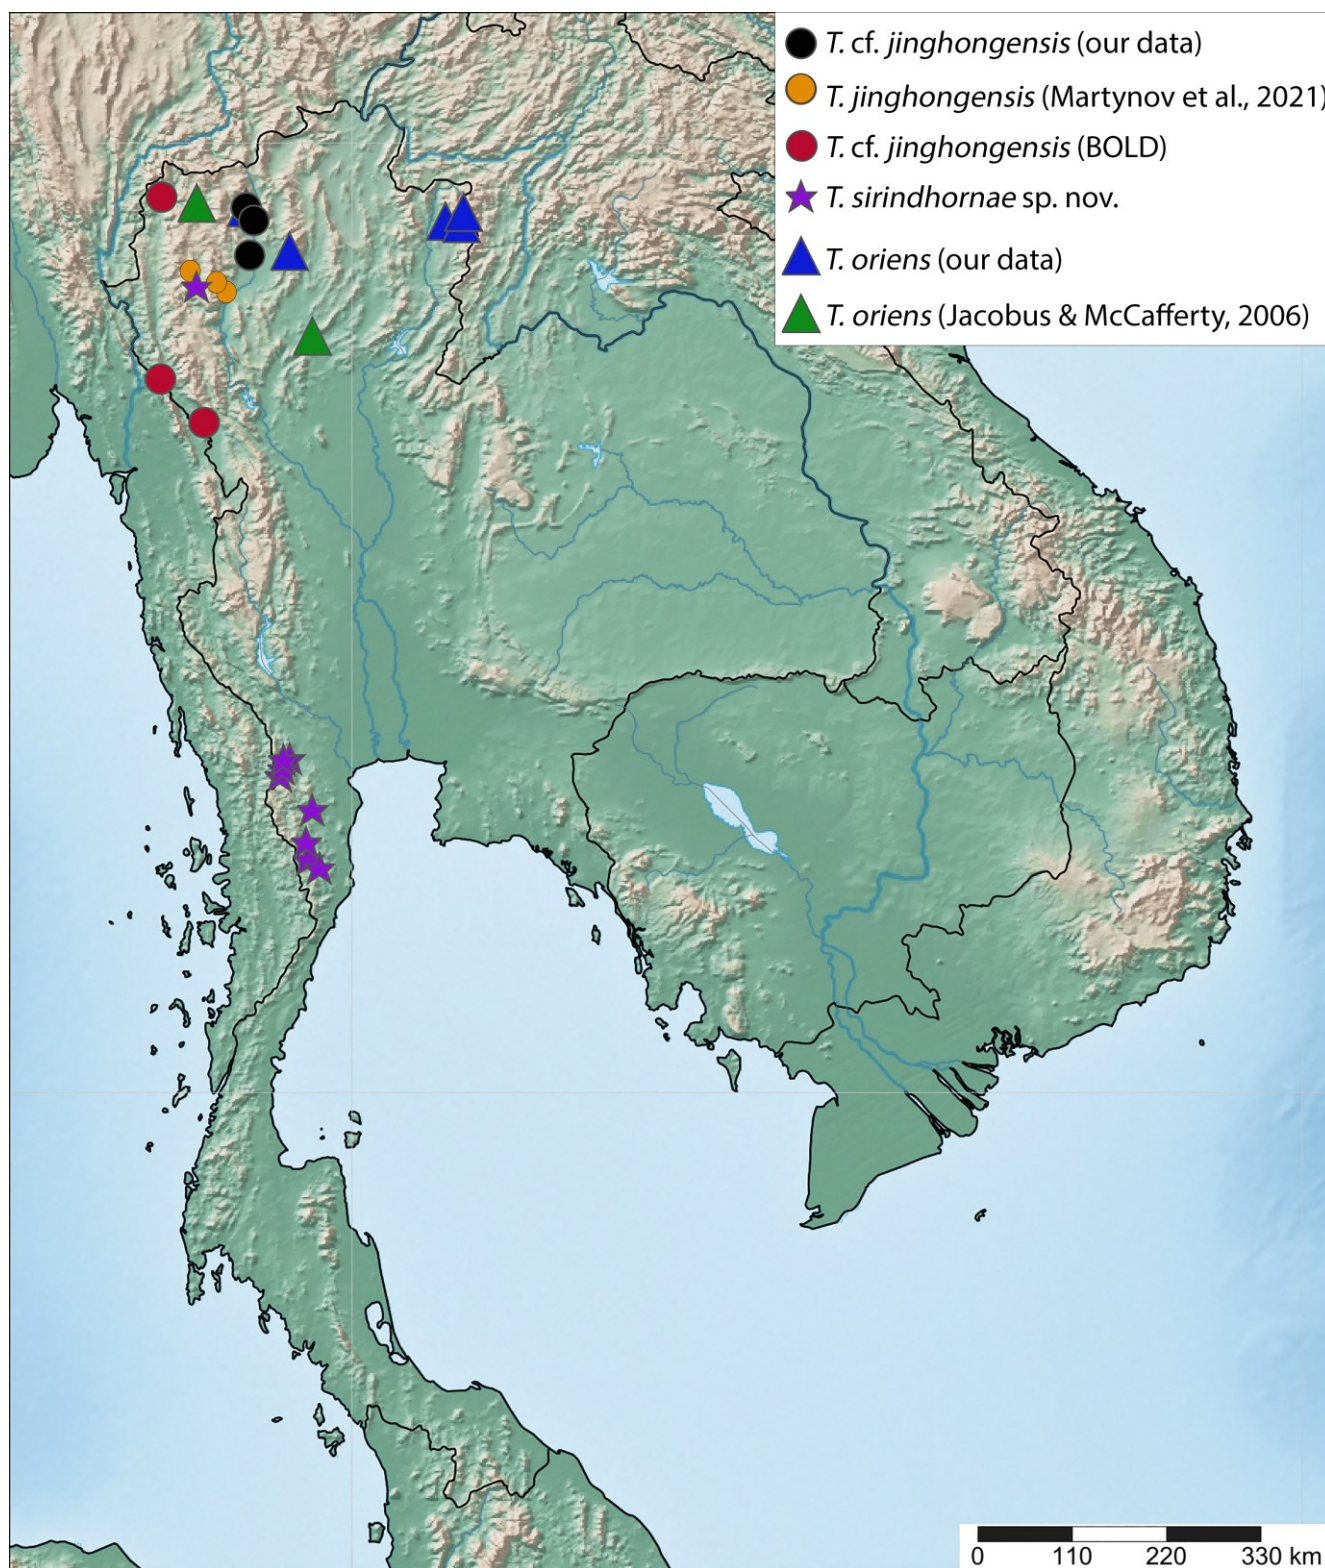 T. cf. jinghongensis (our data)
T. jinghongensis (Martynov et al., 2021)
T. cf. jinghongensis (BOLD)
T. sirindhornae sp. nov.
T. oriens (our data)
T. oriens (Jacobus & McCafferty, 2006)
0 110 220 330 km